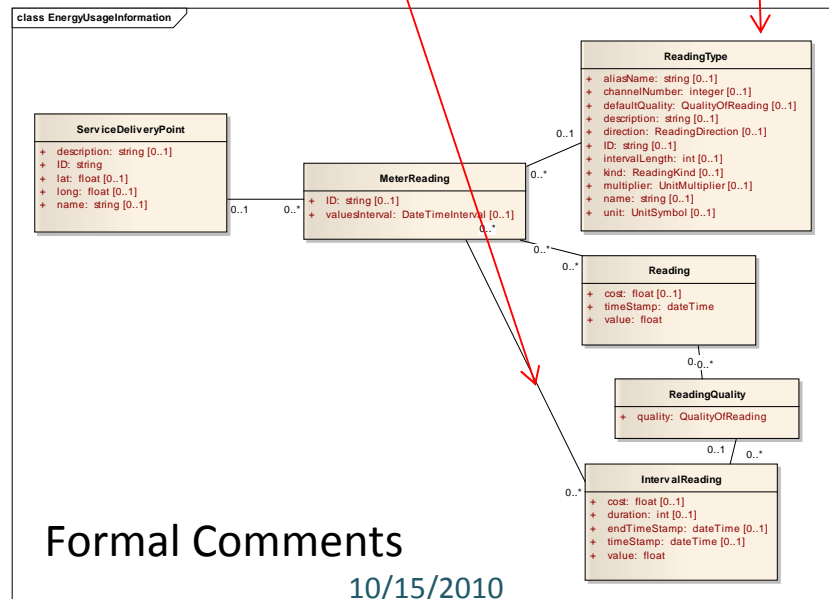 class EnergyUsageInformation
ReadingType
+ aliasName: string [0..1]
+ channelNumber: integer [0..1]
+ defaultQuality: QualityOfReading [0..1]
+ description: string [0..1]
+ direction: ReadingDirection [0..1]
+ ID: string [0..1]
+ intervalLength: int [0..1]
+ kind: ReadingKind [0..1]
+ multiplier: UnitMultiplier [0..1]
+ name: string [0..1]
+ unit: UnitSymbol [0..1]
ServiceDeliveryPoint
+ description: string [0..1]
+ ID: string
+ lat: float [0..1]
+ long: float [0..1]
+ name: string [0..1]
0..1
0..*
MeterReading
+ ID: string [0..1]
+ valuesInterval: DateTimeInterval [0..1]
0..*
0..1
0..*
0..*
0..*
Reading
+ cost: float [0..1]
+ timeStamp: dateTime
+ value: float
0..*
ReadingQuality
+ quality: QualityOfReading
0..1
0..*
0..*
IntervalReading
+ cost: float [0..1]
+ duration: int [0..1]
+ endTimeStamp: dateTime [0..1]
+ timeStamp: dateTime [0..1]
+ value: float
Formal Comments
10/15/2010